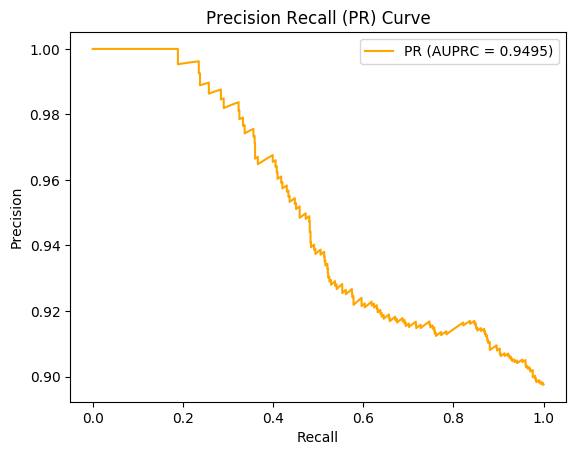 Precision Recall (PR) Curve
PR (AUPRC = 0.9495)
1.00
0.98
0.96
0.94
0.92
0.90
Precision
0.0 0.2 0.4 0.6 0.8 1.0
Recall